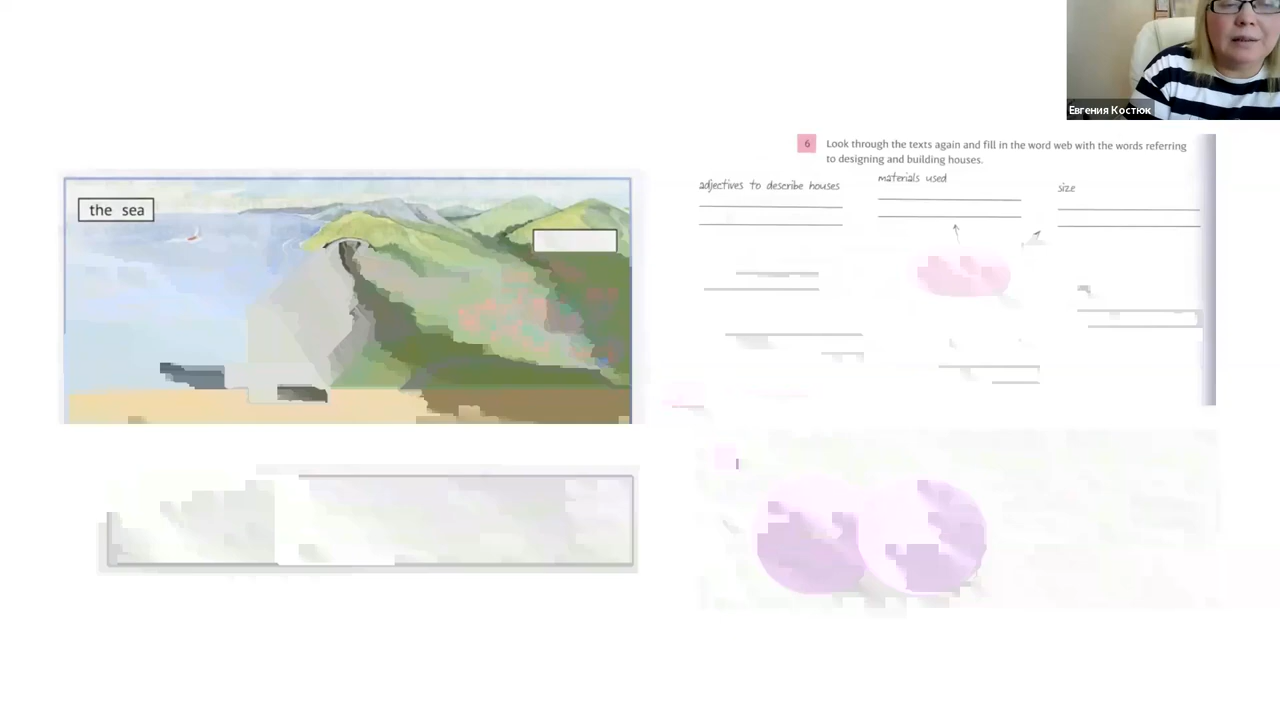 Евгения Костюк
6 Look through the texts again and fill in the word web with the words referring
to designing and building houses.
adjectives to describe houses
materials used
size
the sea